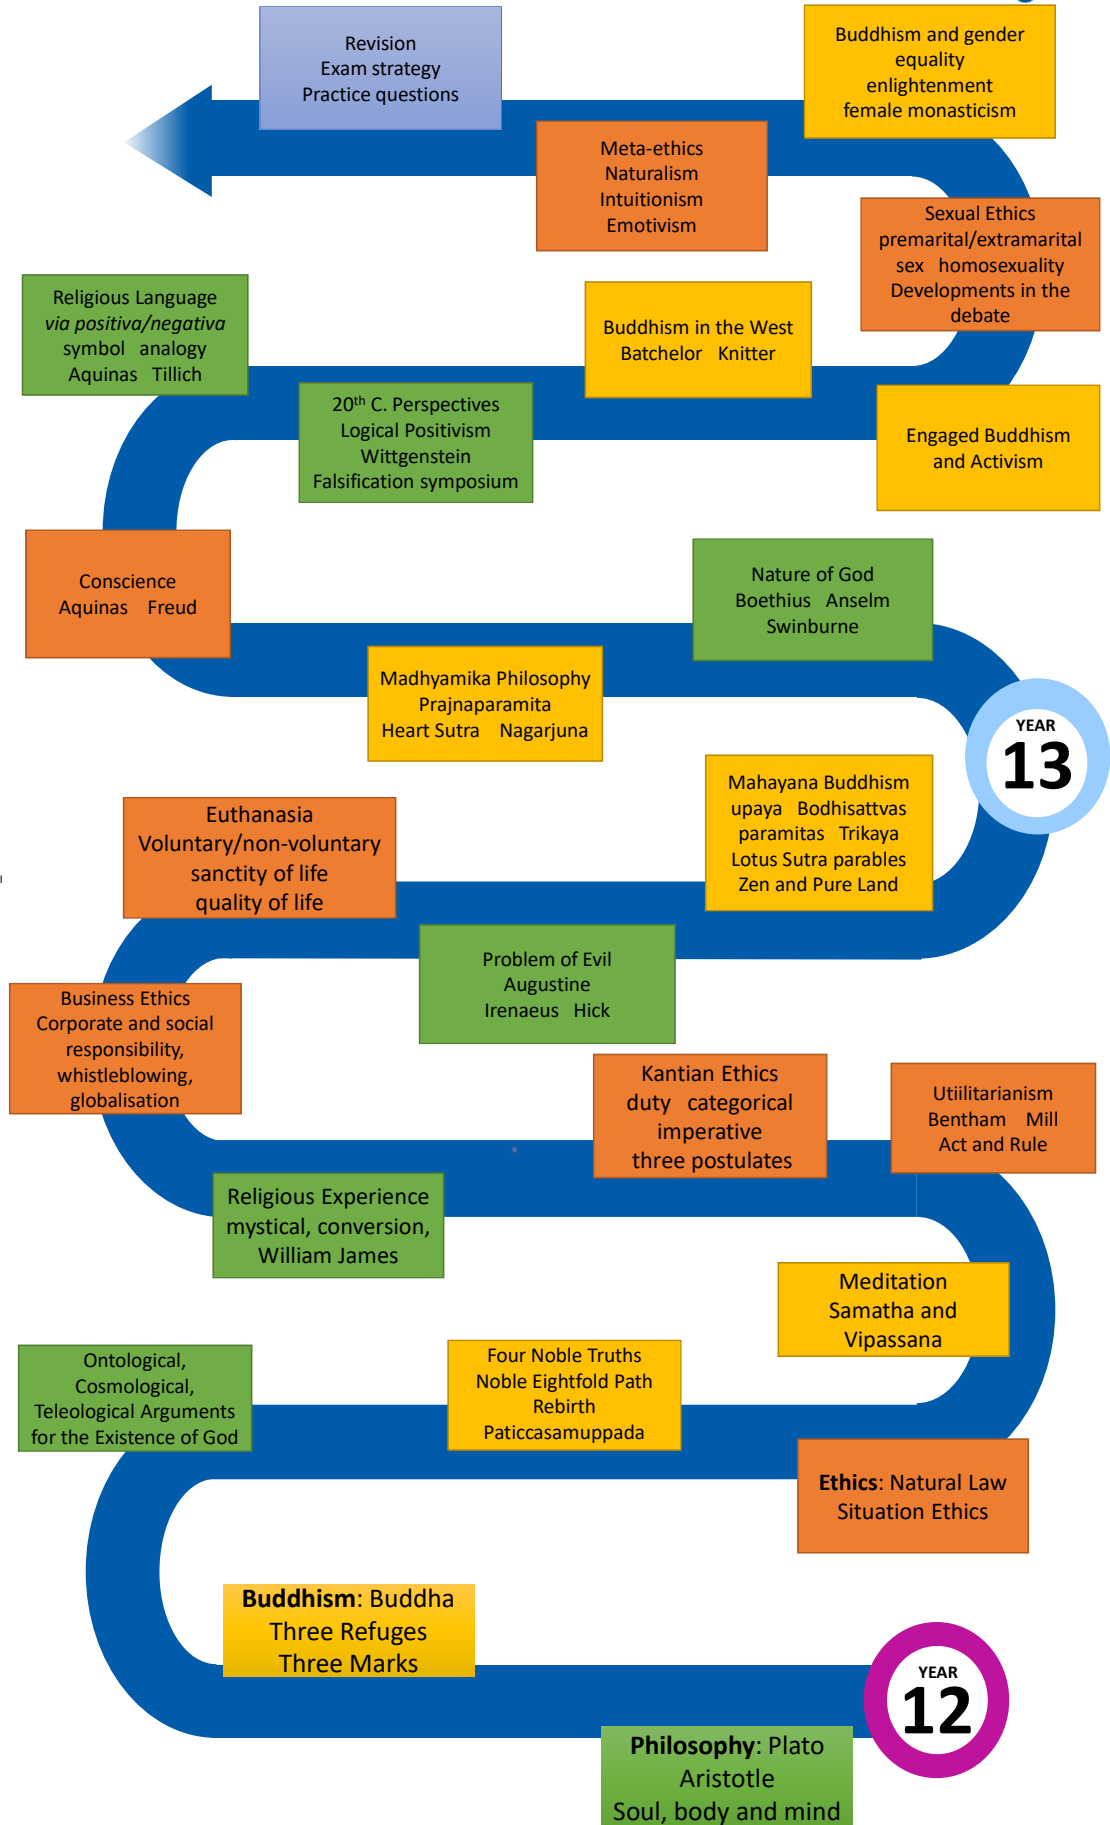 Revision
Exam strategy
Practice questions
Buddhism and gender
equality
enlightenment
female monasticism
Meta-ethics
Naturalism
Intuitionism
Emotivism
Sexual Ethics
premarital/extramarital
sex homosexuality
Developments in the
debate
Religious Language
via positiva/negativa
symbol analogy
Aquinas Tillich
Buddhism in the West
Batchelor Knitter
20th C. Perspectives
Logical Positivism
Wittgenstein
Falsification symposium
Engaged Buddhism
and Activism
Conscience
Aquinas Freud
Nature of God
Boethius Anselm
Swinburne
Madhyamika Philosophy
Prajnaparamita
Heart Sutra Nagarjuna
YEAR
13
Mahayana Buddhism
upaya Bodhisattvas
paramitas Trikaya
Lotus Sutra parables
Zen and Pure Land
Euthanasia
Voluntary/non-voluntary
sanctity of life
quality of life
Problem of Evil
Augustine
Irenaeus Hick
Business Ethics
Corporate and social
responsibility,
whistleblowing,
globalisation
Kantian Ethics
duty categorical
imperative
three postulates
Utiilitarianism
Bentham Mill
Act and Rule
Religious Experience
mystical, conversion,
William James
Meditation
Samatha and
Vipassana
Ontological,
Cosmological,
Teleological Arguments
for the Existence of God
Four Noble Truths
Noble Eightfold Path
Rebirth
Paticcasamuppada
Ethics: Natural Law
Situation Ethics
Buddhism: Buddha
Three Refuges
Three Marks
YEAR
12
Philosophy: Plato
Aristotle
Soul, body and mind